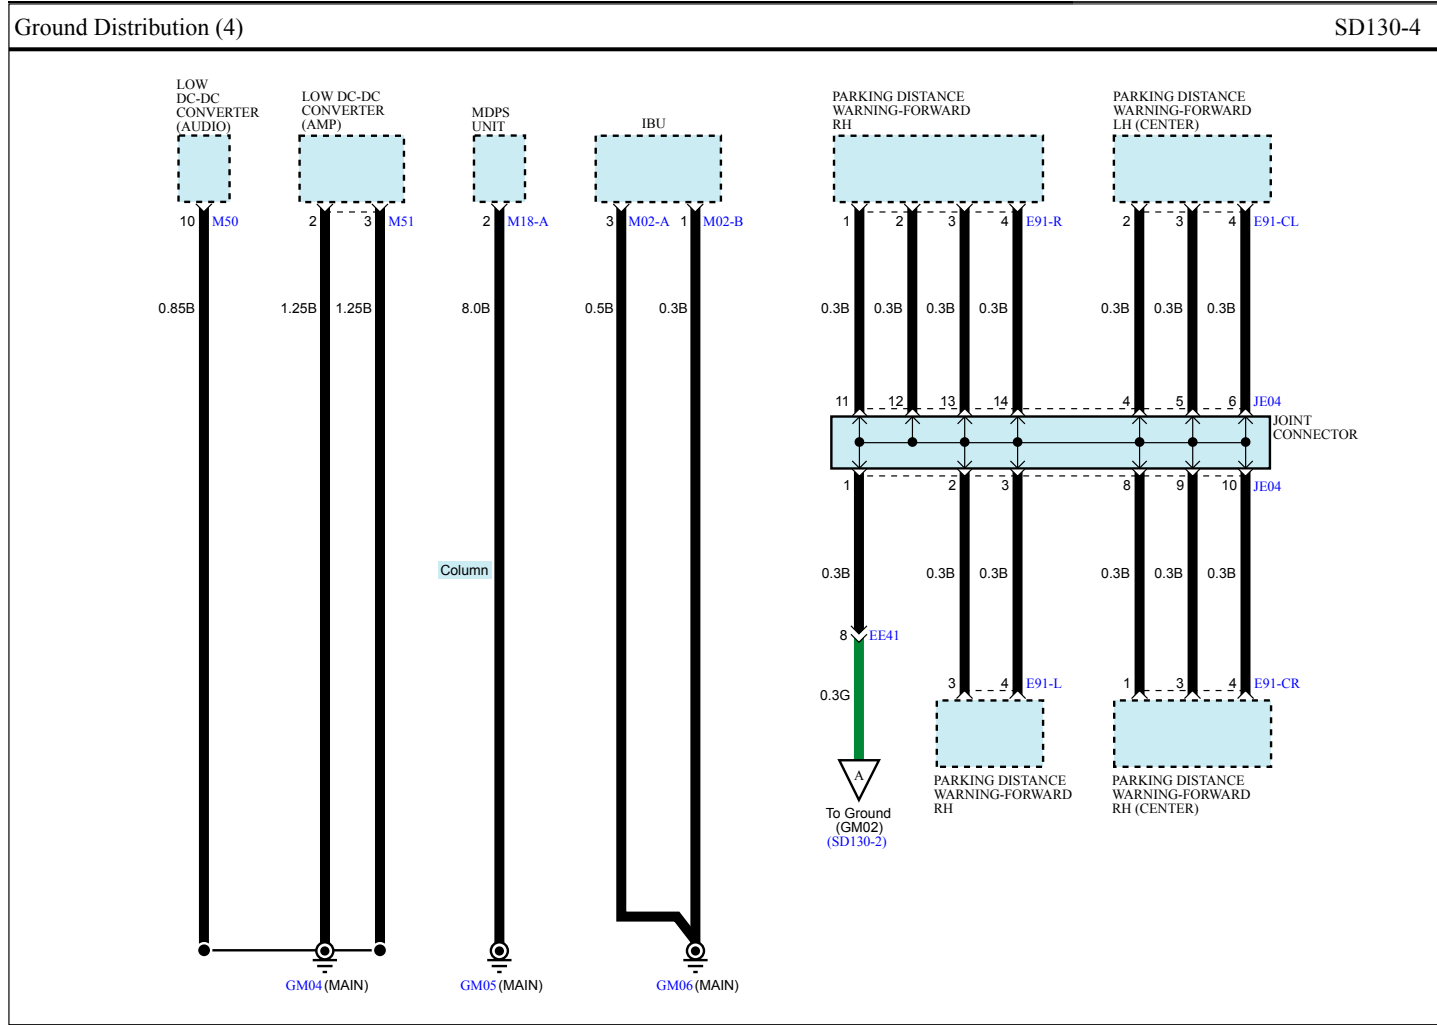 Ground Distribution (4)
SD130-4
LOW
DC-DC
CONVERTER
(AUDIO)
LOW DC-DC
CONVERTER
(AMP)
MDPS
UNIT
IBU
PARKING DISTANCE
WARNING-FORWARD
RH
PARKING DISTANCE
WARNING-FORWARD
LH (CENTER)
10 M50
2 3 M51
2 M18-A
3 M02-A 1 M02-B
1 2 3 4 E91-R
2 3 4 E91-CL
0.85B 1.25B 1.25B 8.0B 0.5B 0.3B 0.3B 0.3B 0.3B 0.3B 0.3B 0.3B 0.3B
11 12 13 14 4 5 6 JE04
JOINT
CONNECTOR
1 2 3 8 9 10 JE04
Column
0.3B 0.3B 0.3B 0.3B 0.3B 0.3B
8 EE41
0.3G
3 4 E91-L
1 3 4 E91-CR
A
To Ground
(GM02)
(SD130-2)
PARKING DISTANCE
WARNING-FORWARD
RH
PARKING DISTANCE
WARNING-FORWARD
RH (CENTER)
GM04 (MAIN)
GM05 (MAIN)
GM06 (MAIN)